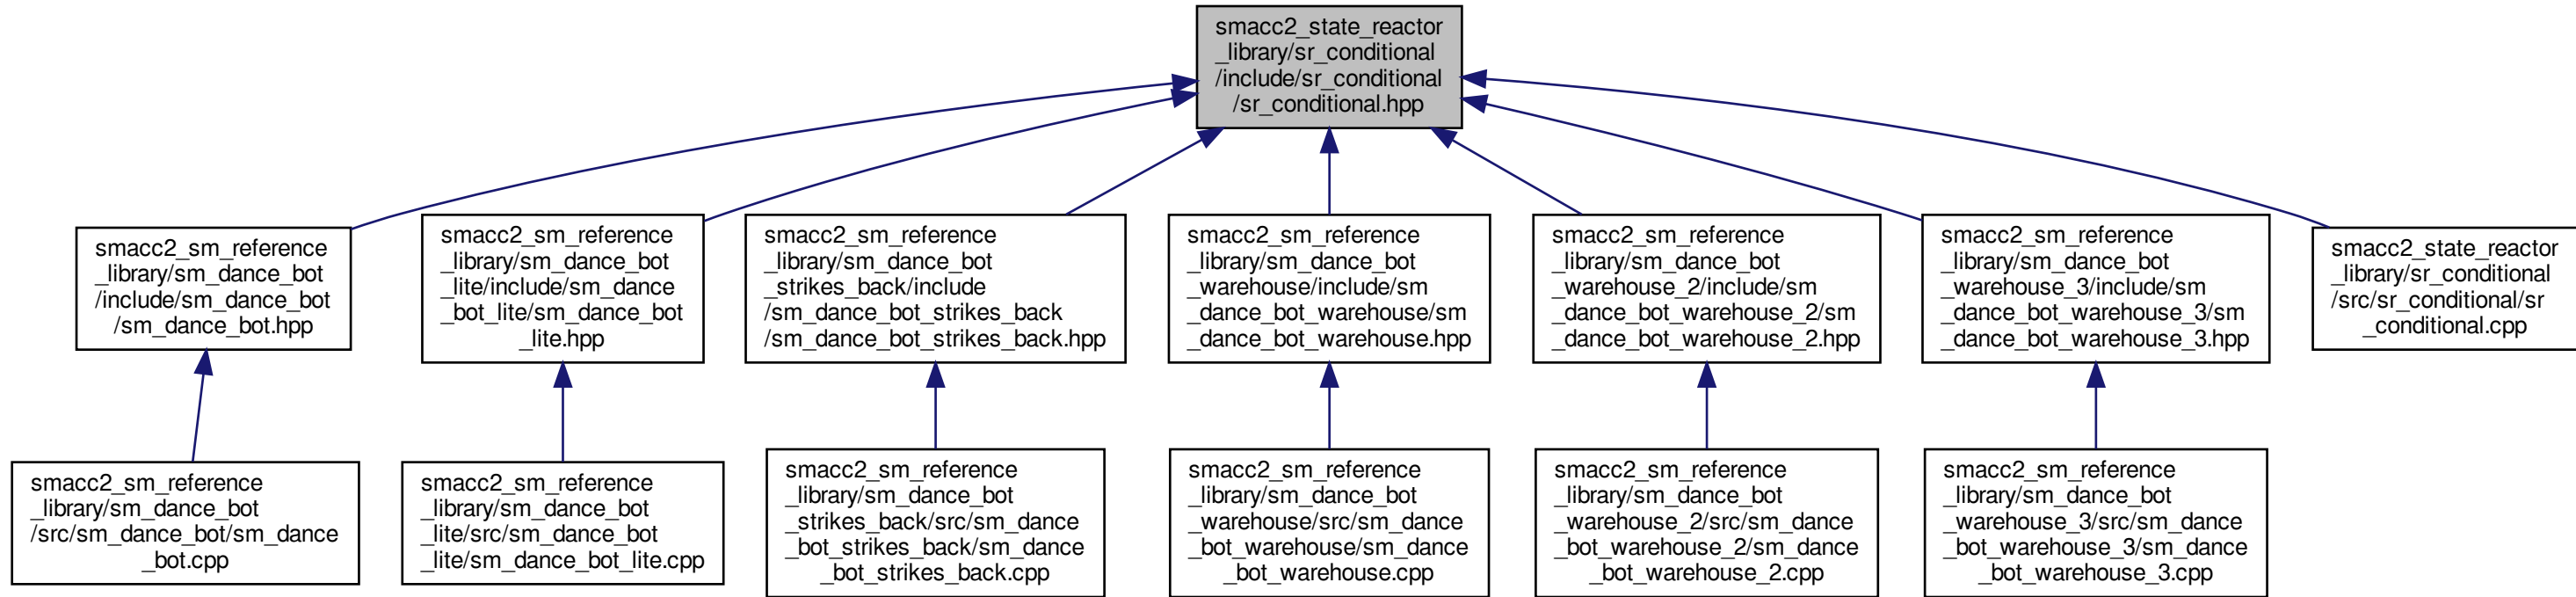 smacc2_state_reactor
_library/sr_conditional
/include/sr_conditional
/sr_conditional.hpp
smacc2_sm_reference
_library/sm_dance_bot
/include/sm_dance_bot
/sm_dance_bot.hpp
smacc2_sm_reference
_library/sm_dance_bot
_lite/include/sm_dance
_bot_lite/sm_dance_bot
_lite.hpp
smacc2_sm_reference
_library/sm_dance_bot
_strikes_back/include
/sm_dance_bot_strikes_back
/sm_dance_bot_strikes_back.hpp
smacc2_sm_reference
_library/sm_dance_bot
_warehouse/include/sm
_dance_bot_warehouse/sm
_dance_bot_warehouse.hpp
smacc2_sm_reference
_library/sm_dance_bot
_warehouse_2/include/sm
_dance_bot_warehouse_2/sm
_dance_bot_warehouse_2.hpp
smacc2_sm_reference
_library/sm_dance_bot
_warehouse_3/include/sm
_dance_bot_warehouse_3/sm
_dance_bot_warehouse_3.hpp
smacc2_state_reactor
_library/sr_conditional
/src/sr_conditional/sr
_conditional.cpp
smacc2_sm_reference
_library/sm_dance_bot
/src/sm_dance_bot/sm_dance
_bot.cpp
smacc2_sm_reference
_library/sm_dance_bot
_lite/src/sm_dance_bot
_lite/sm_dance_bot_lite.cpp
smacc2_sm_reference
_library/sm_dance_bot
_strikes_back/src/sm_dance
_bot_strikes_back/sm_dance
_bot_strikes_back.cpp
smacc2_sm_reference
_library/sm_dance_bot
_warehouse/src/sm_dance
_bot_warehouse/sm_dance
_bot_warehouse.cpp
smacc2_sm_reference
_library/sm_dance_bot
_warehouse_2/src/sm_dance
_bot_warehouse_2/sm_dance
_bot_warehouse_2.cpp
smacc2_sm_reference
_library/sm_dance_bot
_warehouse_3/src/sm_dance
_bot_warehouse_3/sm_dance
_bot_warehouse_3.cpp